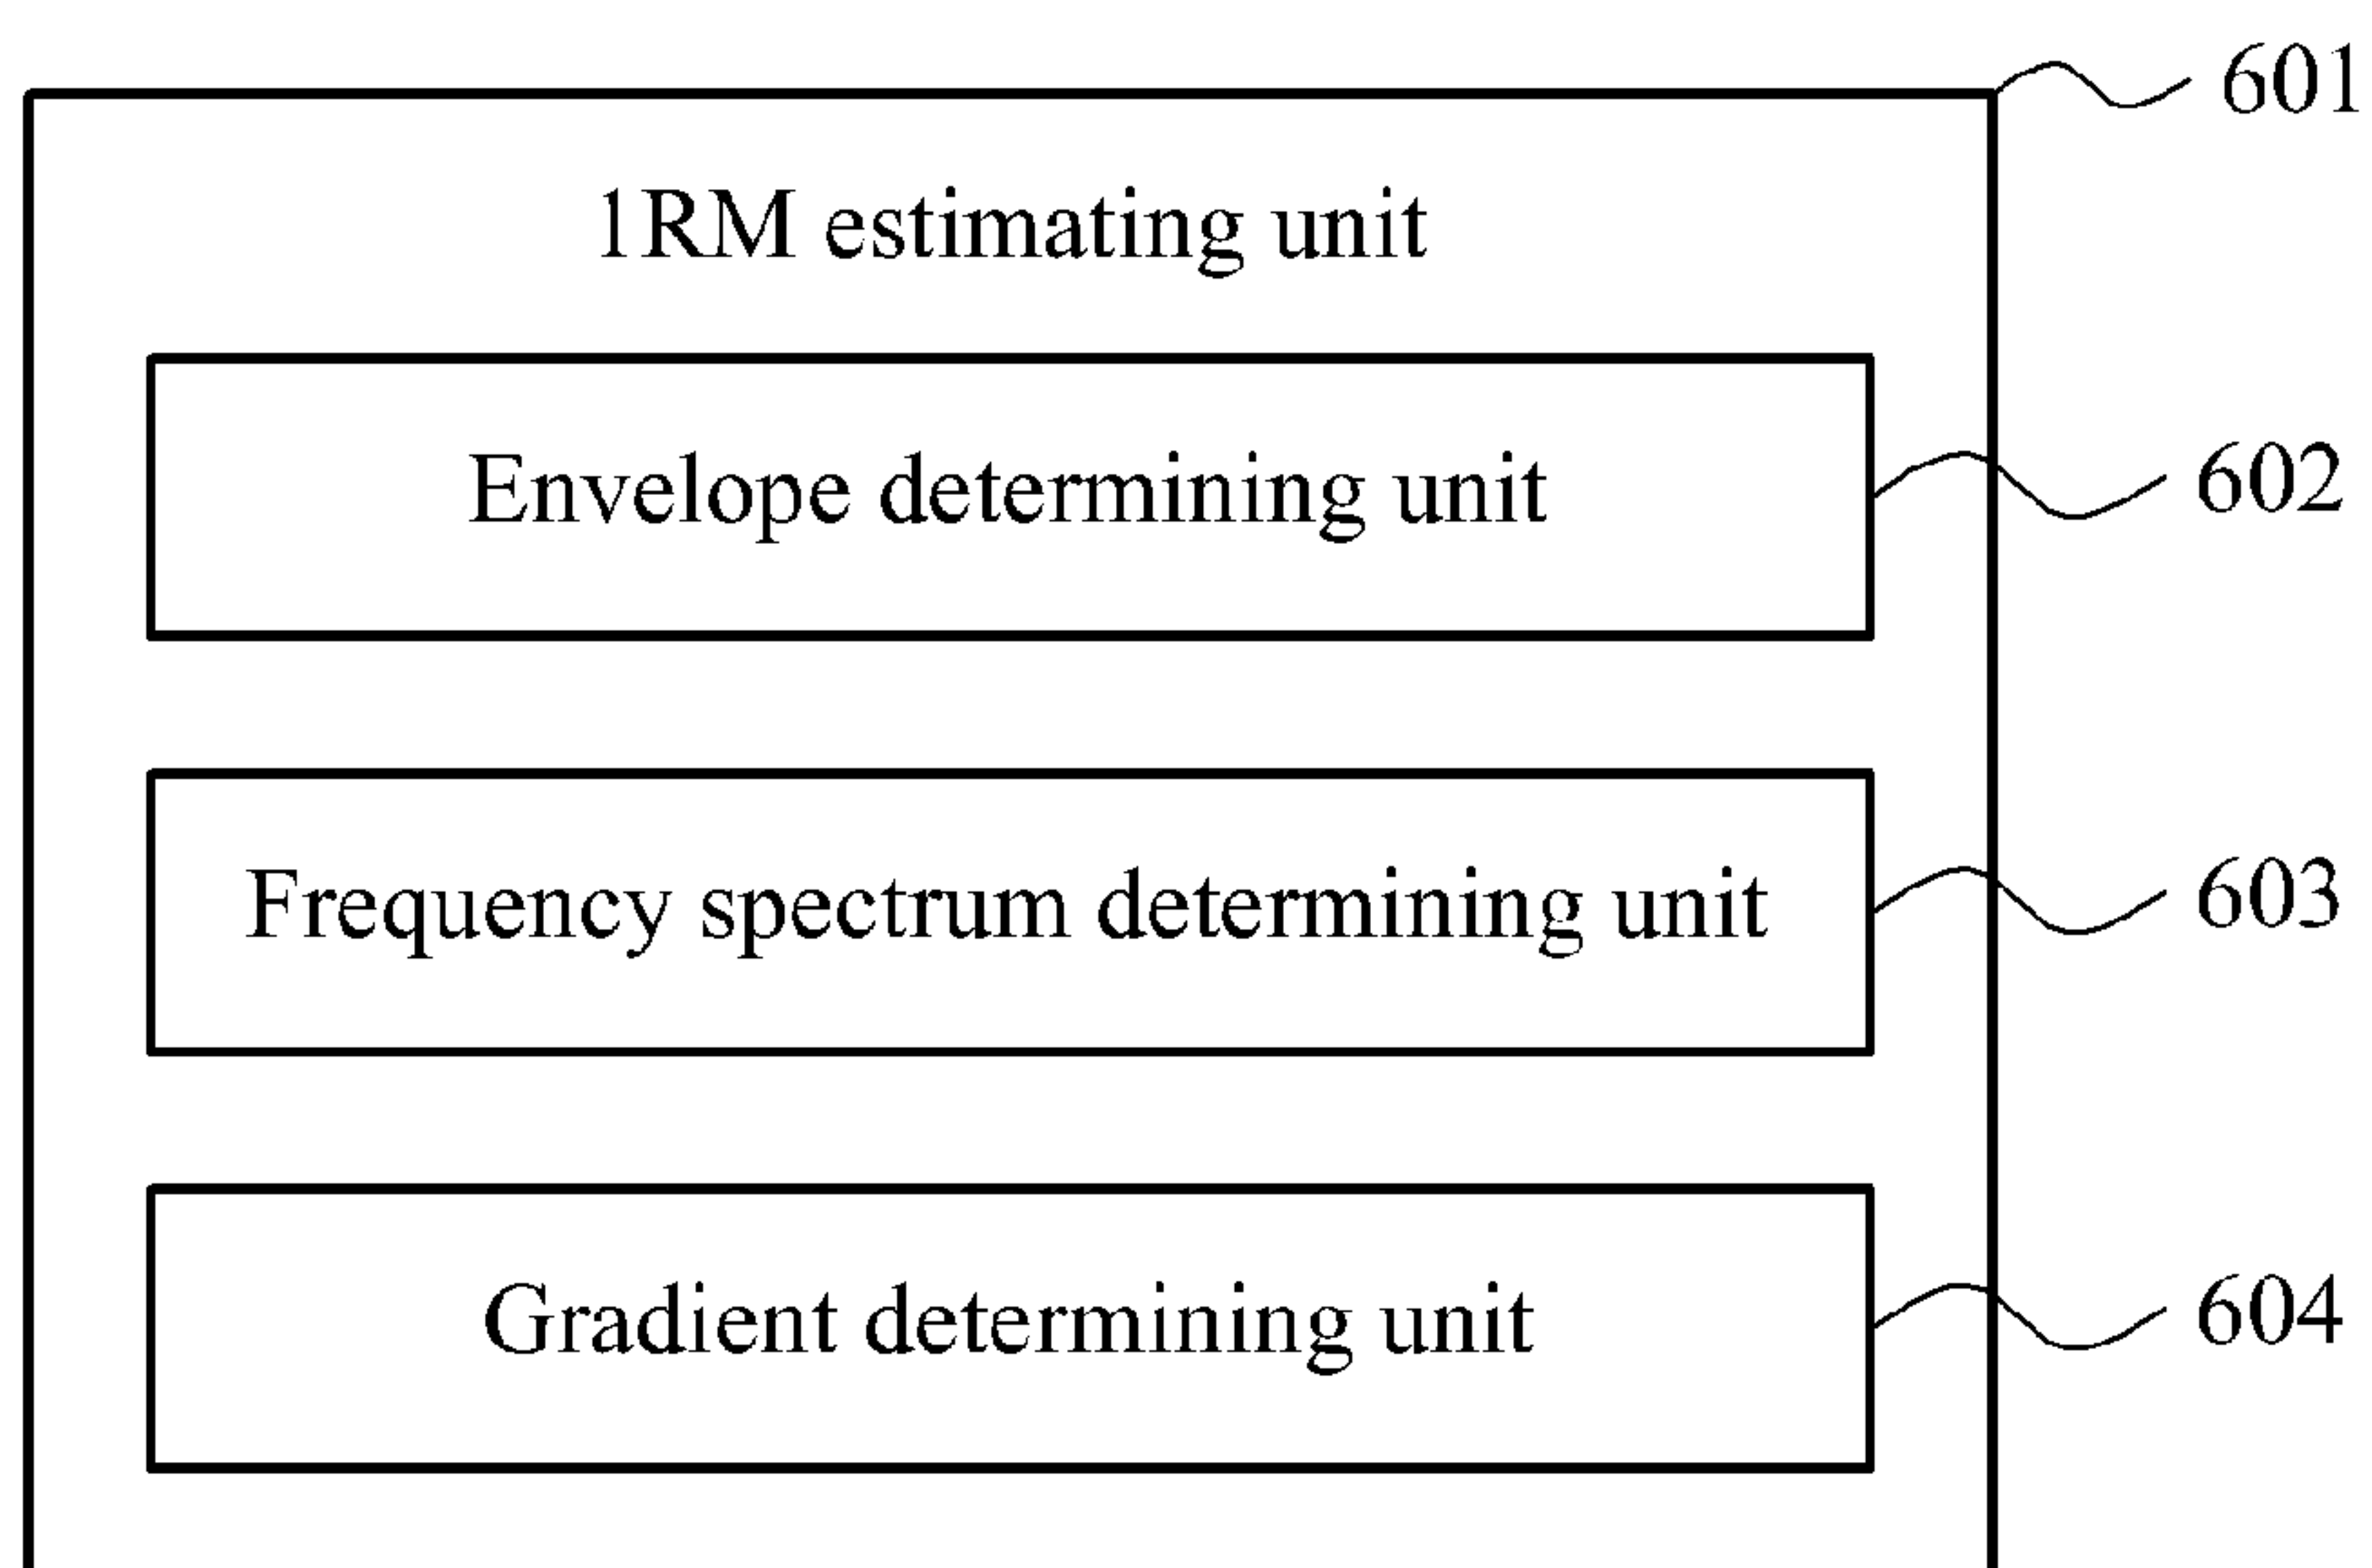 601
1RM estimating unit
Envelope determining unit
602
Frequency spectrum determining unit
603
Gradient determining unit
604